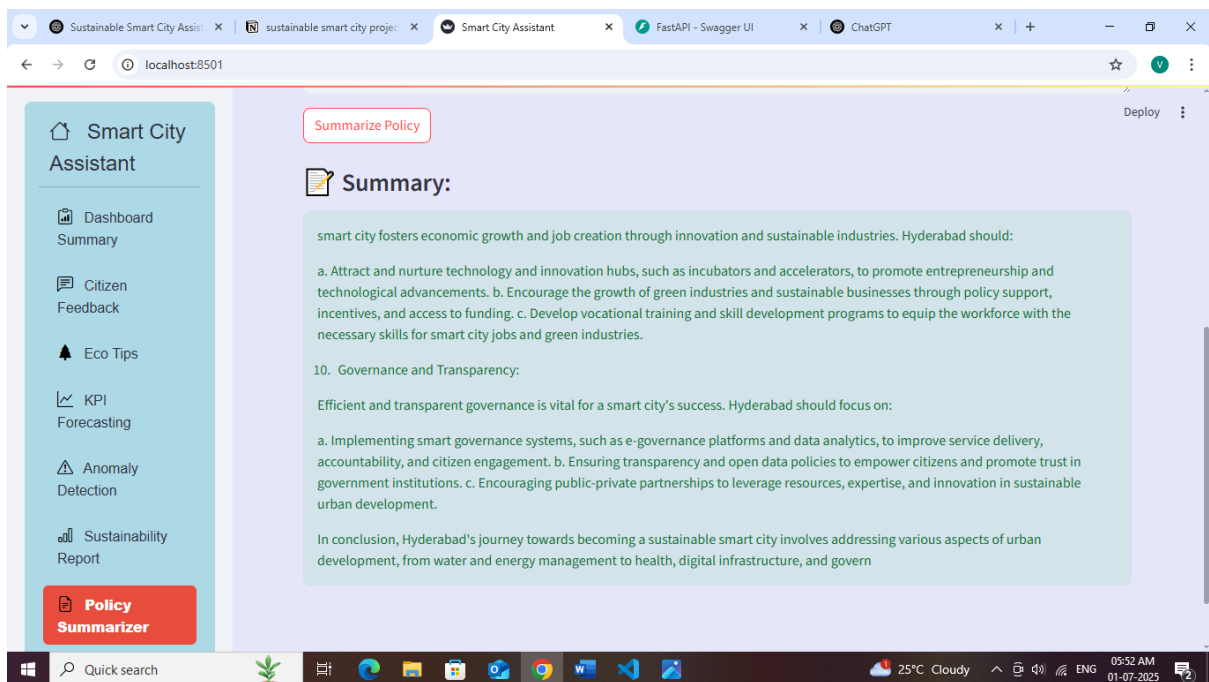 Sustainable Smart City Assist
sustainable smart city projec
Smart City Assistant
FastAPI - Swagger UI
ChatGPT
localhost:8501
V
Deploy
Smart City
Assistant
Dashboard
Summary
Citizen
Feedback
Eco Tips
KPI
Forecasting
Anomaly
Detection
Sustainability
Report
Policy
Summarizer
Summarize Policy
Summary:
smart city fosters economic growth and job creation through innovation and sustainable industries. Hyderabad should:
a. Attract and nurture technology and innovation hubs, such as incubators and accelerators, to promote entrepreneurship and
technological advancements. b. Encourage the growth of green industries and sustainable businesses through policy support,
incentives, and access to funding. c. Develop vocational training and skill development programs to equip the workforce with the
necessary skills for smart city jobs and green industries.
10. Governance and Transparency:
Efficient and transparent governance is vital for a smart city's success. Hyderabad should focus on:
a. Implementing smart governance systems, such as e-governance platforms and data analytics, to improve service delivery,
accountability, and citizen engagement. b. Ensuring transparency and open data policies to empower citizens and promote trust in
government institutions. c. Encouraging public-private partnerships to leverage resources, expertise, and innovation in sustainable
urban development.
In conclusion, Hyderabad's journey towards becoming a sustainable smart city involves addressing various aspects of urban
development, from water and energy management to health, digital infrastructure, and govern
Quick search
25°C Cloudy
ENG
05:52 AM
01-07-2025
2